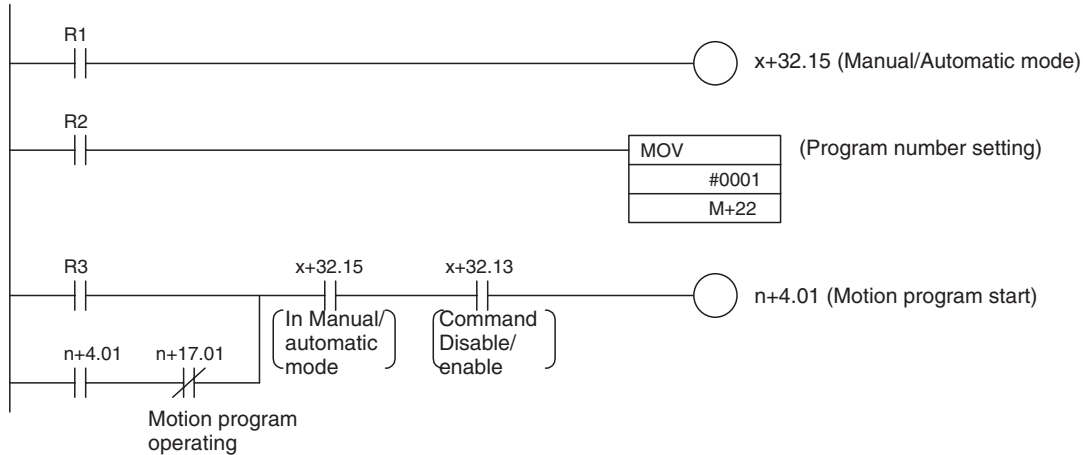 R1
x+32.15 (Manual/Automatic mode)
R2
MOV
(Program number setting)
#0001
M+22
R3
x+32.15
x+32.13
n+4.01 (Motion program start)
In Manual/
automatic
mode
Command
Disable/
enable
n+4.01
n+17.01
Motion program
operating